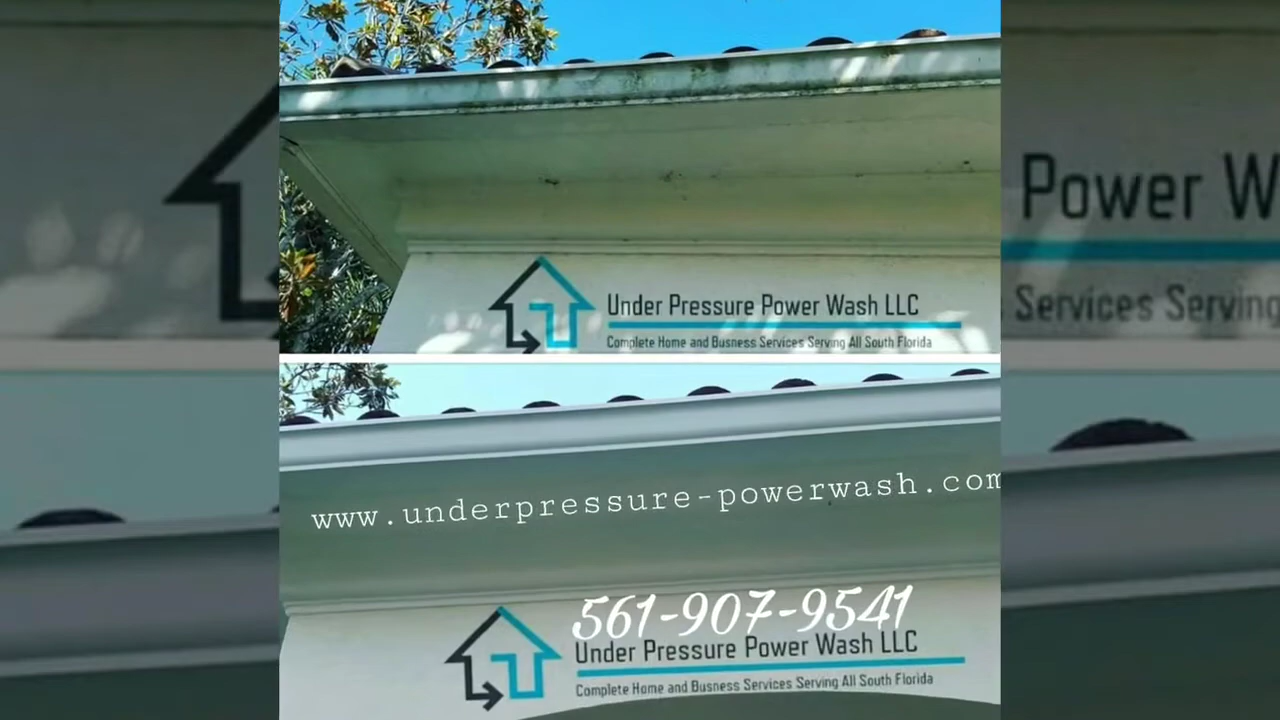 Under Pressure Power Wash LLC
Complete Home and Busness Services Serving All South Florida
Power W
Services Serving
www.underpressure-powerwash.com
561-907-9541
Under Pressure Power Wash LLC
Complete Home and Busness Services Serving All South Florida